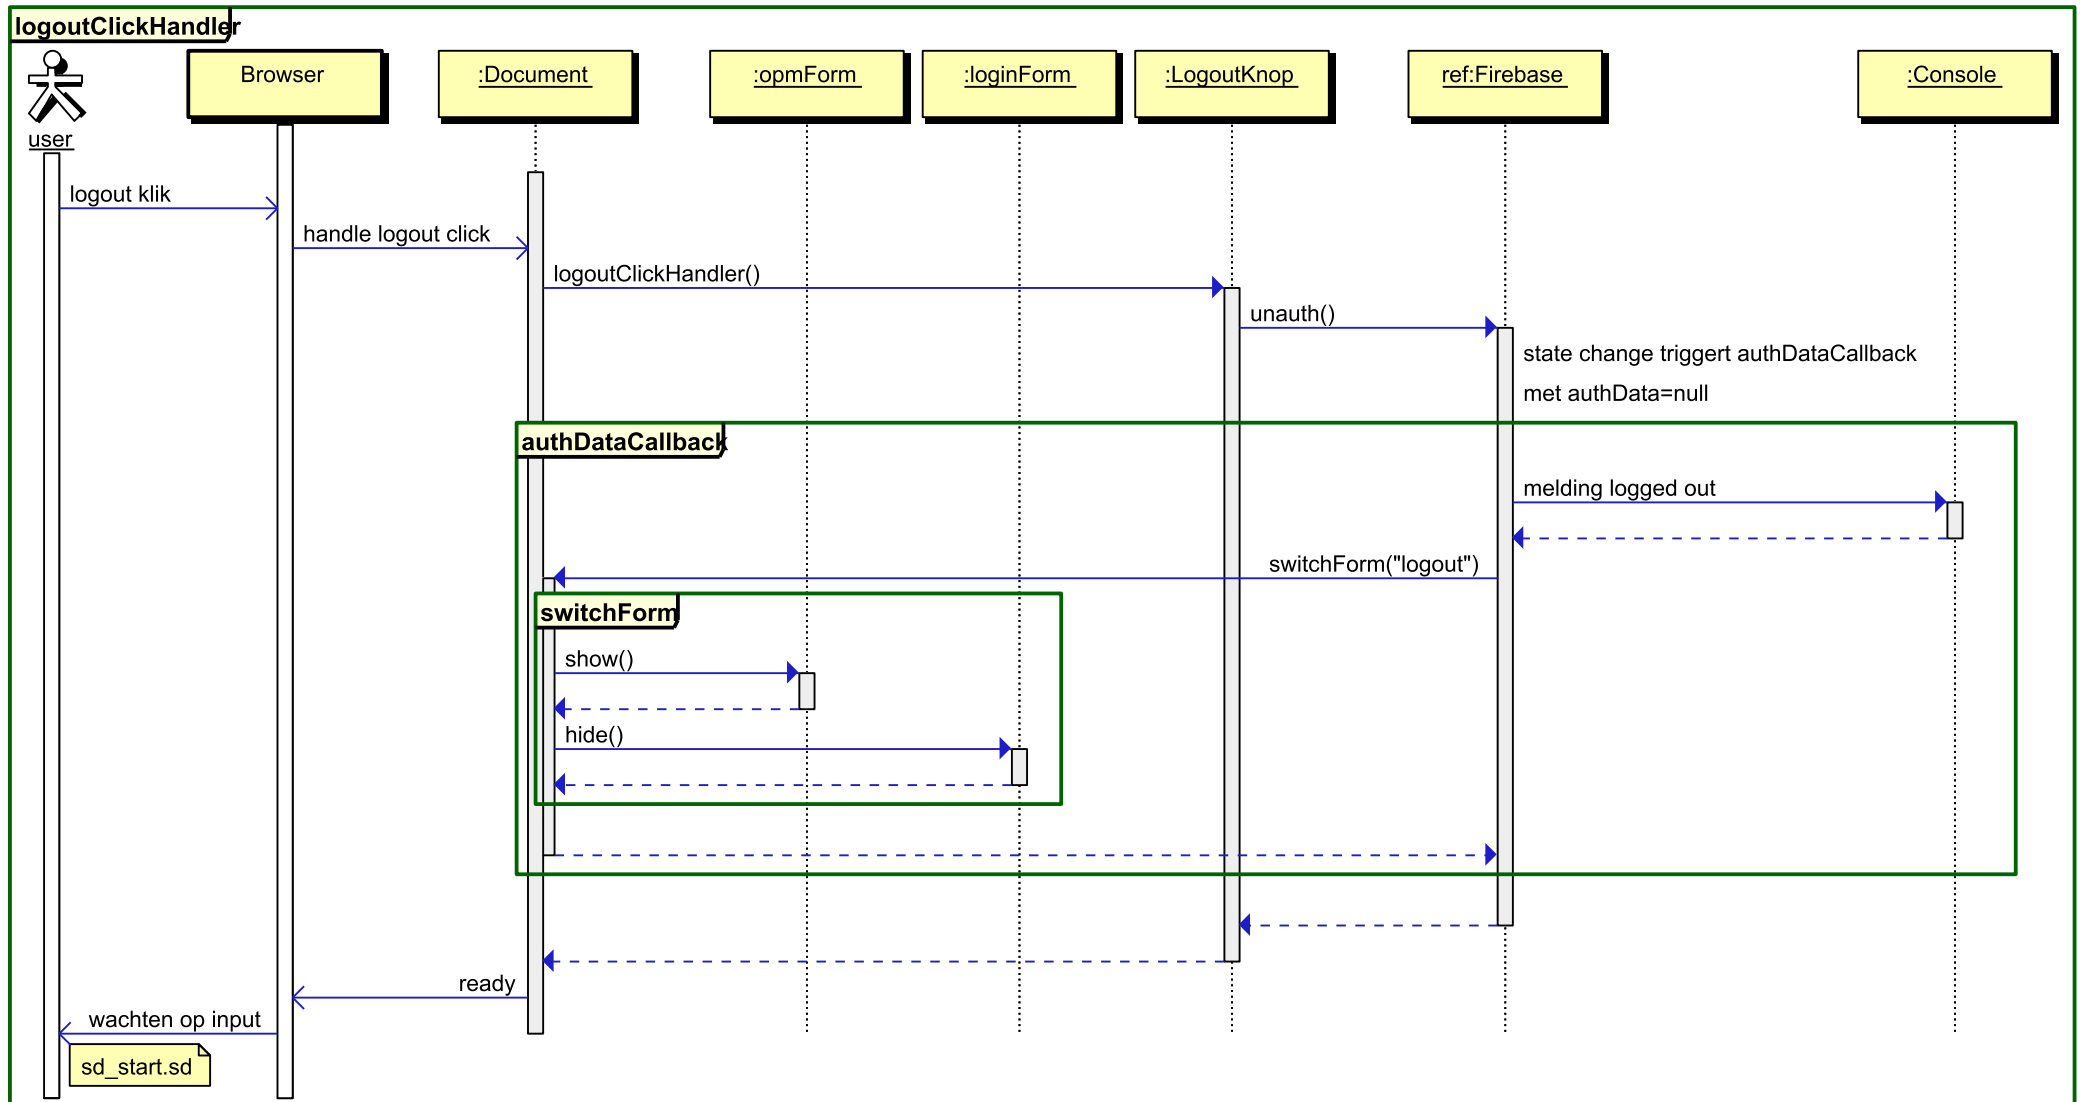 logoutClickHandler
user
Browser
:Document
:opmForm
:loginForm
:LogoutKnop
ref:Firebase
:Console
logout klik
handle logout click
logoutClickHandler()
unauth()
state change triggert authDataCallback
met authData=null
authDataCallback
melding logged out
switchForm("logout")
switchForm
show()
hide()
ready
wachten op input
sd_start.sd